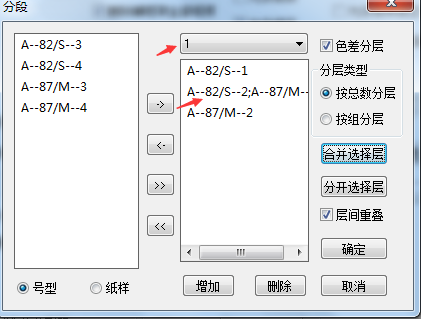 分段
A--82/S--3
A--82/S--4
A--87/M--3
A--87/M--4
号型
纸样
->
<-
>>
<<
1
A--82/S--1
A--82/S--2;A--87/M--
A--87/M--2
增加
删除
色差分层
分层类型
按总数分层
按组分层
合并选择层
分开选择层
层间重叠
确定
取消